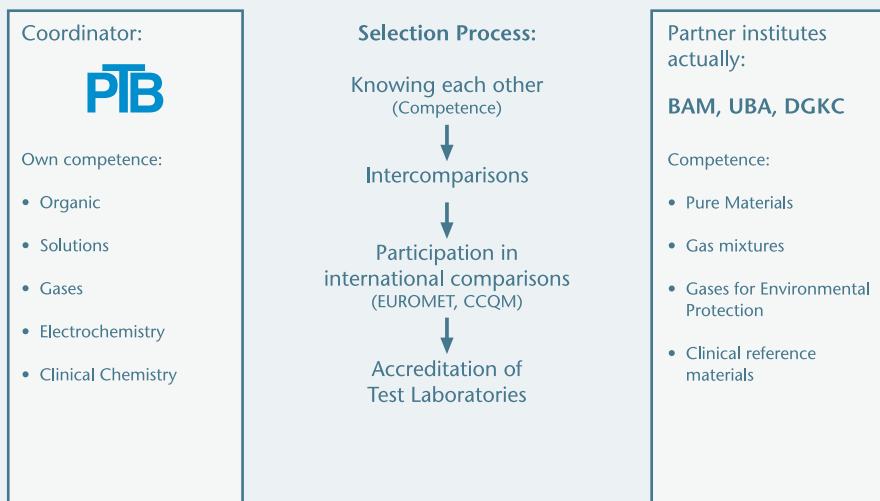 Coordinator:
PTB
Own competence:
• Organic
• Solutions
• Gases
• Electrochemistry
• Clinical Chemistry
Selection Process:
Knowing each other
(Competence)
Intercomparisons
Participation in
international comparisons
(EUROMET, CCQM)
Accreditation of
Test Laboratories
Partner institutes
actually:
BAM, UBA, DGKC
Competence:
• Pure Materials
• Gas mixtures
• Gases for Environmental
Protection
• Clinical reference
materials